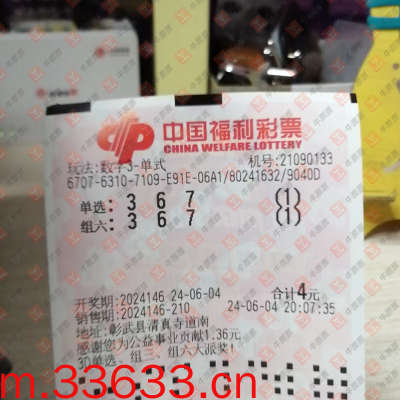 中国福利彩票
CHINA WELFARE LOTTERY
玩法:数字3-单式 机号:21090133
6707-6310-7109-E91E-06A1/80241632/9040D
单选: 3 6 7 (1)
组六: 3 6 7 (1)
开奖期:2024146 24-06-04 合计4元
销售期:2024146-210 24-06-04 20:07:35
地址:彰武县清真寺道南
感谢您为公益事业贡献1.36元
3D单选、组三、组六大派奖!
m.33633.cn